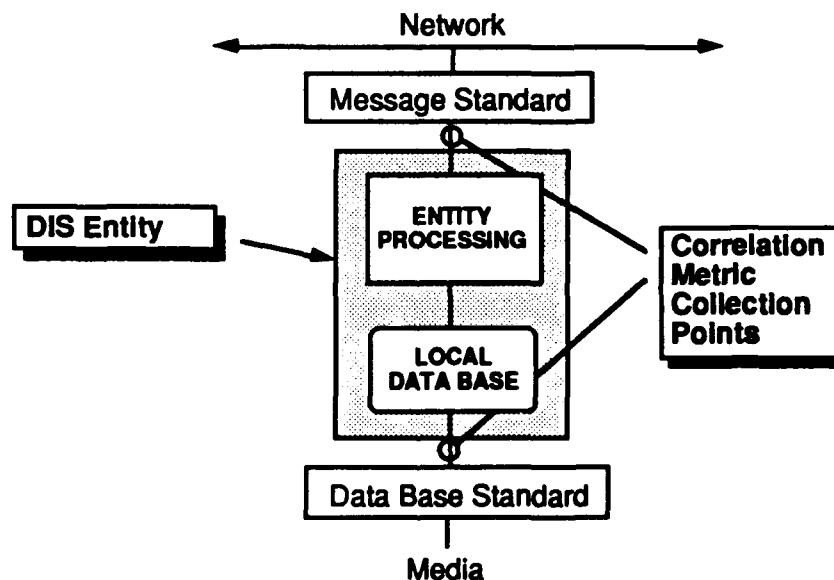 Network
Message Standard
ENTITY
PROCESSING
DIS Entity
Correlation
Metric
Collection
Points
LOCAL
DATA BASE
Data Base Standard
Media